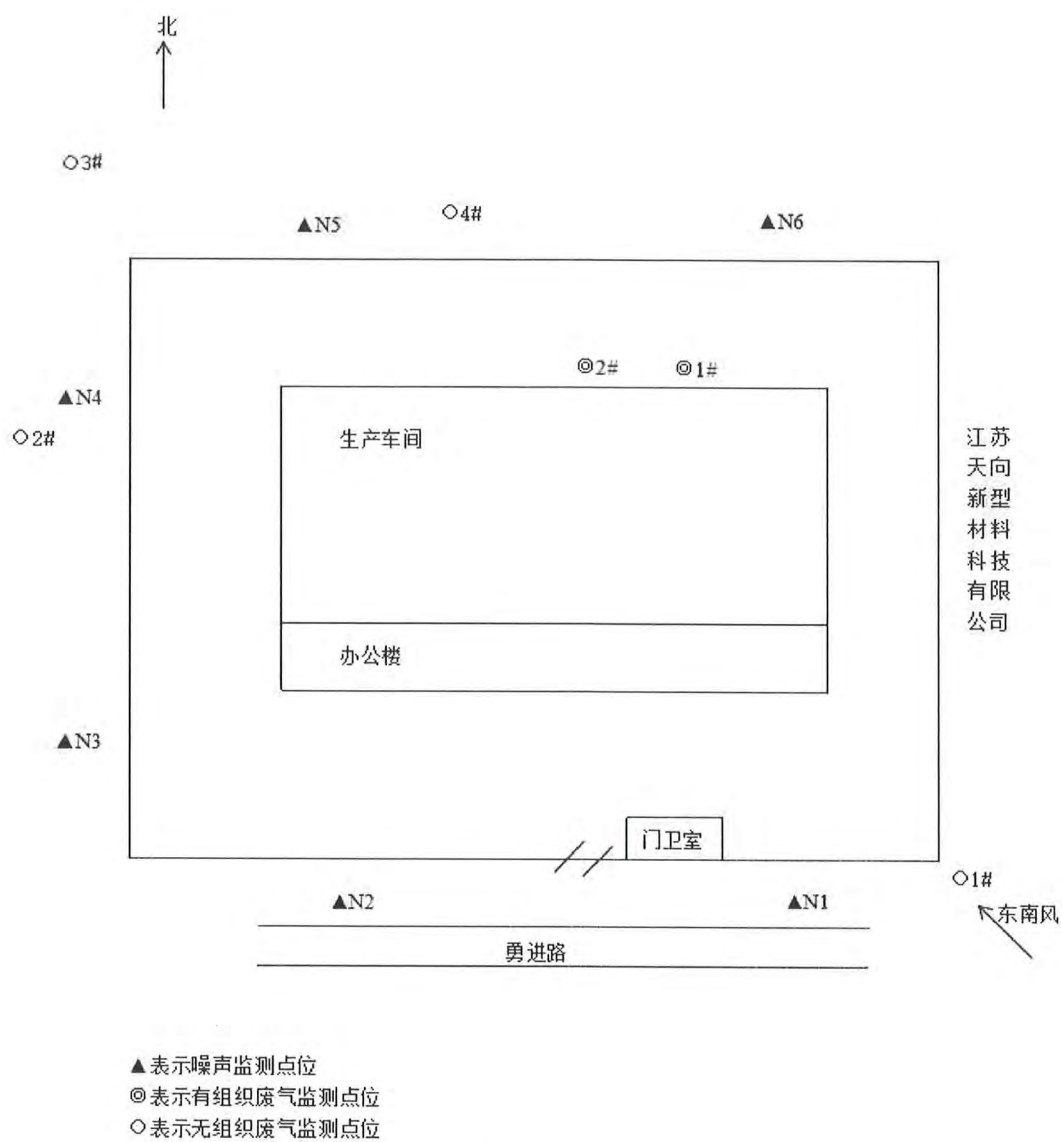 北
○3#
▲N5
○4#
▲N6
◎2#
◎1#
▲N4
○2#
生产车间
江苏
天向
新型
材料
科技
有限
公司
办公楼
▲N3
门卫室
○1#
▲N2
▲N1
东南风
勇进路
▲表示噪声监测点位
◎表示有组织废气监测点位
○表示无组织废气监测点位